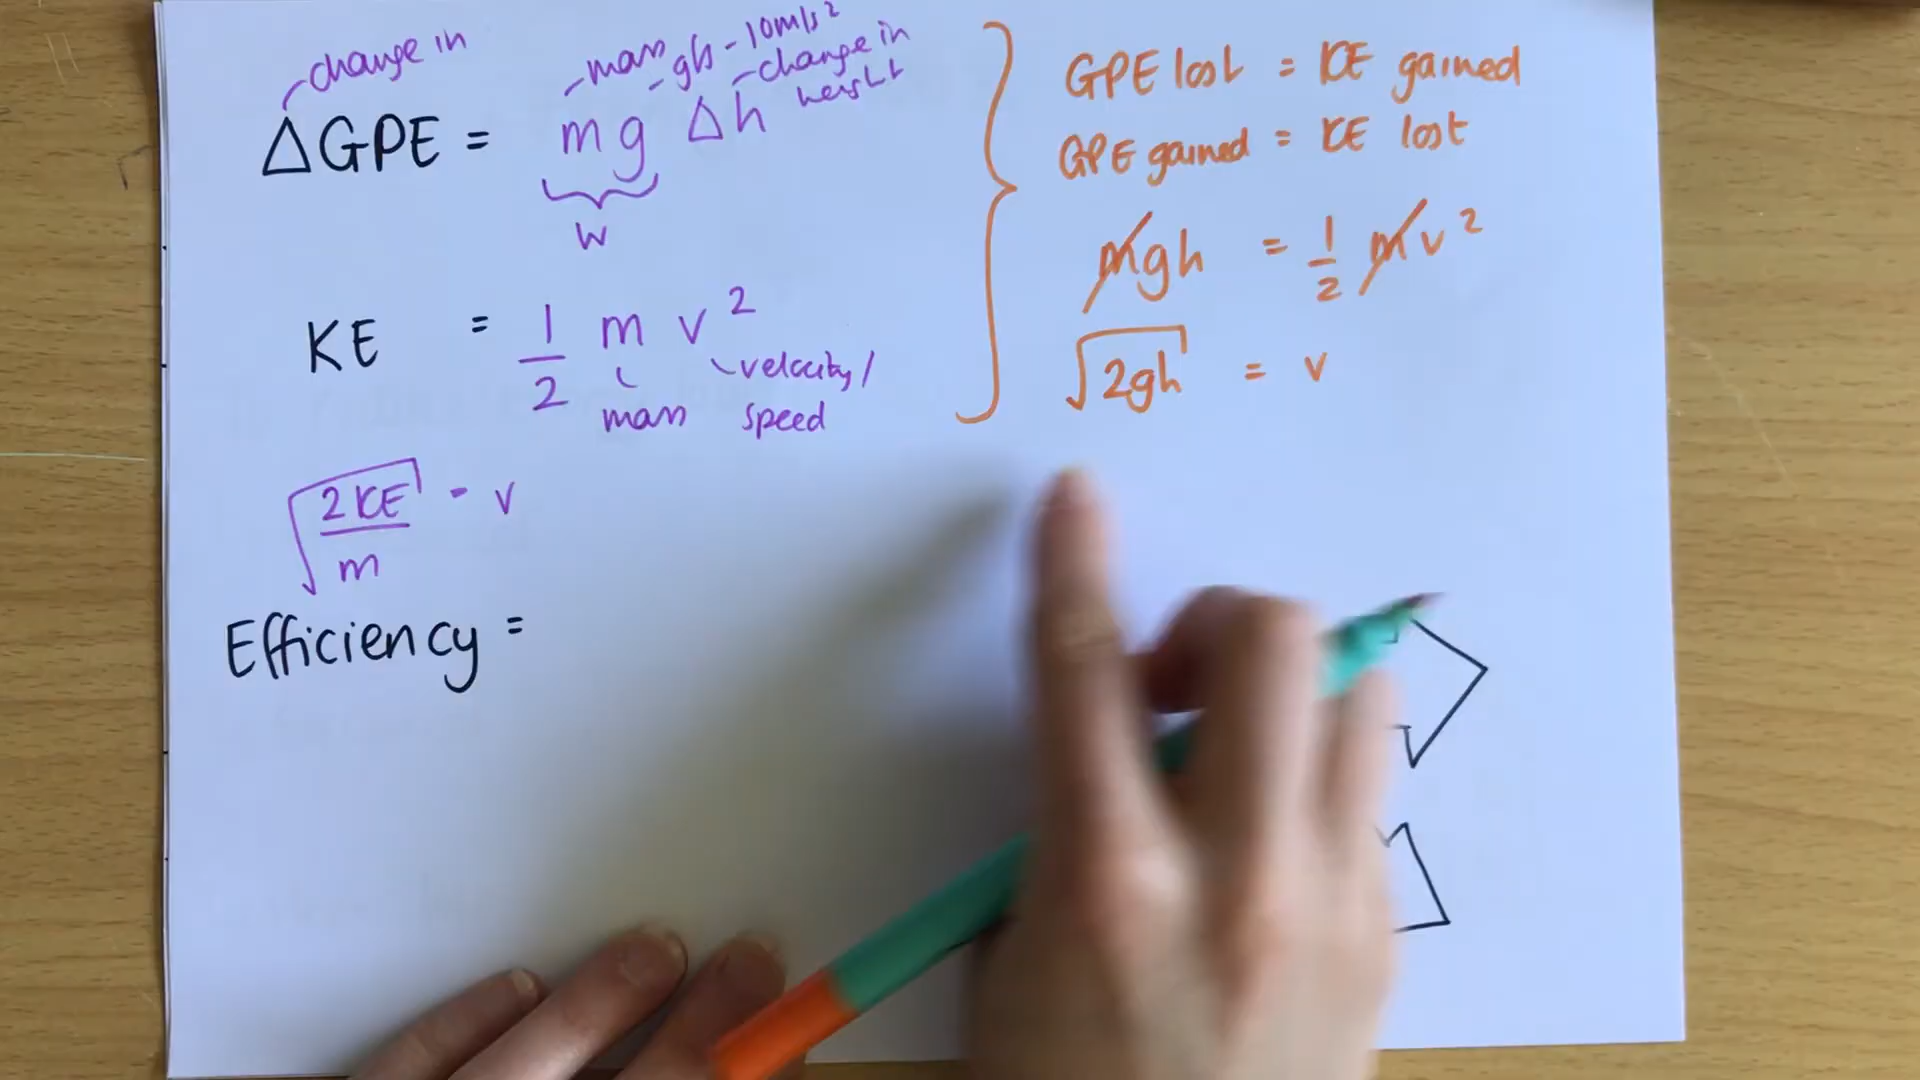 change in
mass
gfs - 10m/s²
change in height
ΔGPE = mg Δh
w
KE = 1/2 m v²
mass
velocity/
speed
√2KE/m = v
Efficiency =
GPE lost = KE gained
GPE gained = KE lost
mgh = 1/2 mv²
√2gh = v